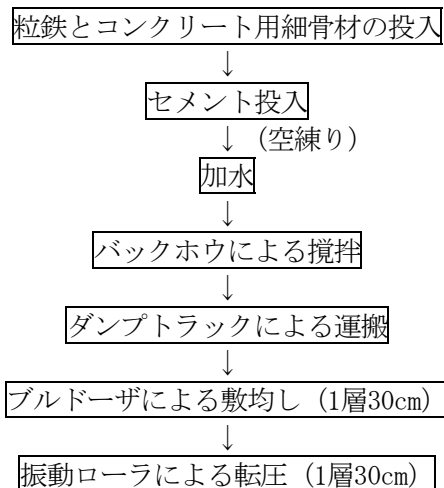 粒鉄とコンクリート用細骨材の投入
↓
セメント投入
↓（空練り）
加水
↓
バックホウによる撹拌
↓
ダンプトラックによる運搬
↓
ブルドーザによる敷均し（1層30cm）
↓
振動ローラによる転圧（1層30cm）